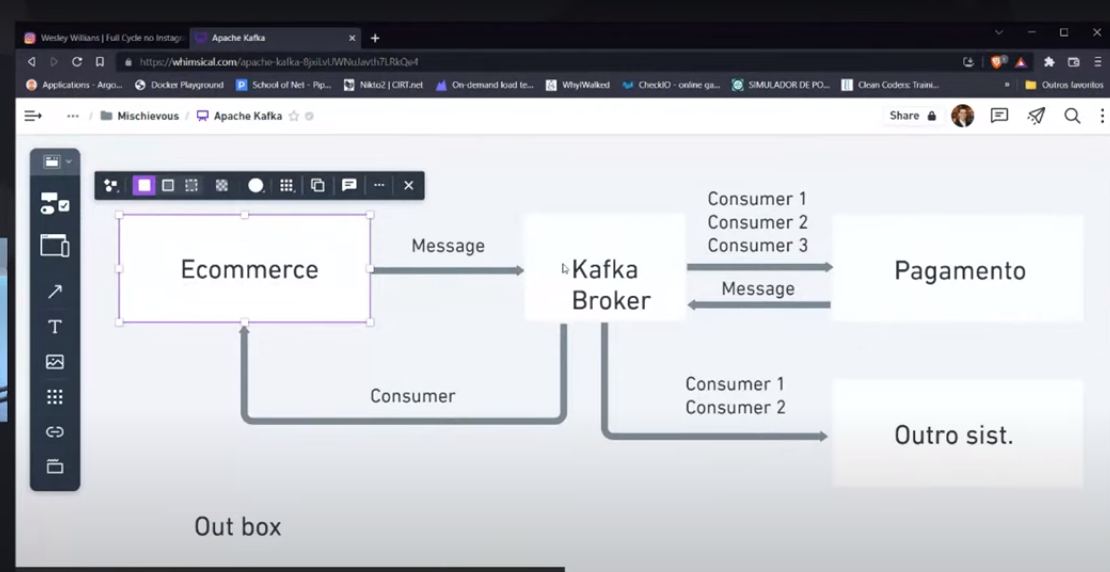 Wesley Willians | Full Cycle no Instagr
Apache Kafka
https://whimsical.com/apache-kafka-8jxiLvUWNuJavth7LRkQe4
Applications - Argo...
Docker Playground
School of Net - Pip...
Nikto2 | CIRT.net
On-demand load te...
WhyIWalked
CheckIO - online ga...
SIMULADOR DE PO...
Clean Coders: Traini...
»
Outros favoritos
... / Mischievous / Apache Kafka
Share
Consumer 1
Consumer 2
Consumer 3
Message
Ecommerce
Kafka
Broker
Pagamento
Message
Consumer
Consumer 1
Consumer 2
Outro sist.
Out box